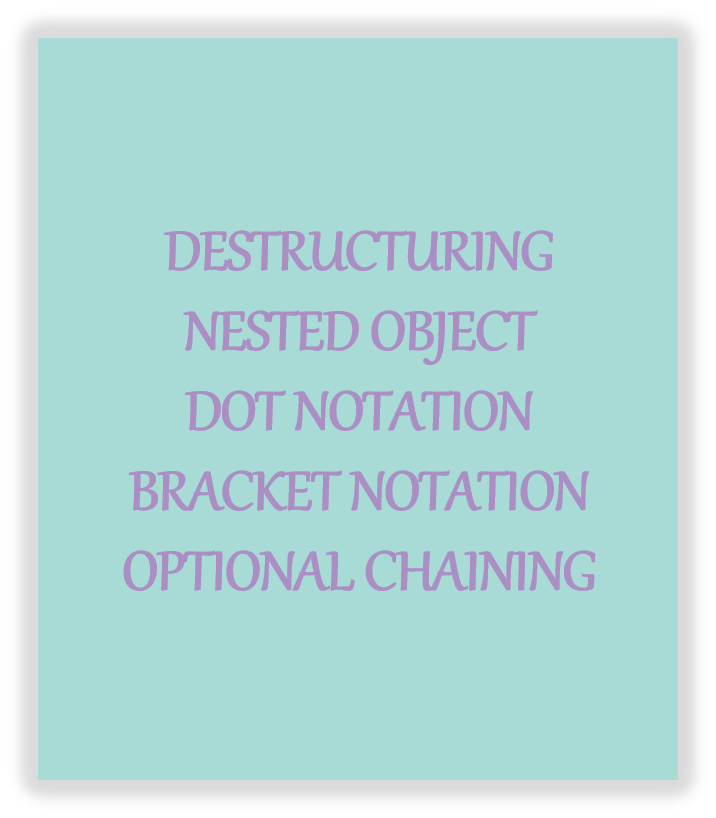 DESTRUCTURING
NESTED OBJECT
DOT NOTATION
BRACKET NOTATION
OPTIONAL CHAINING